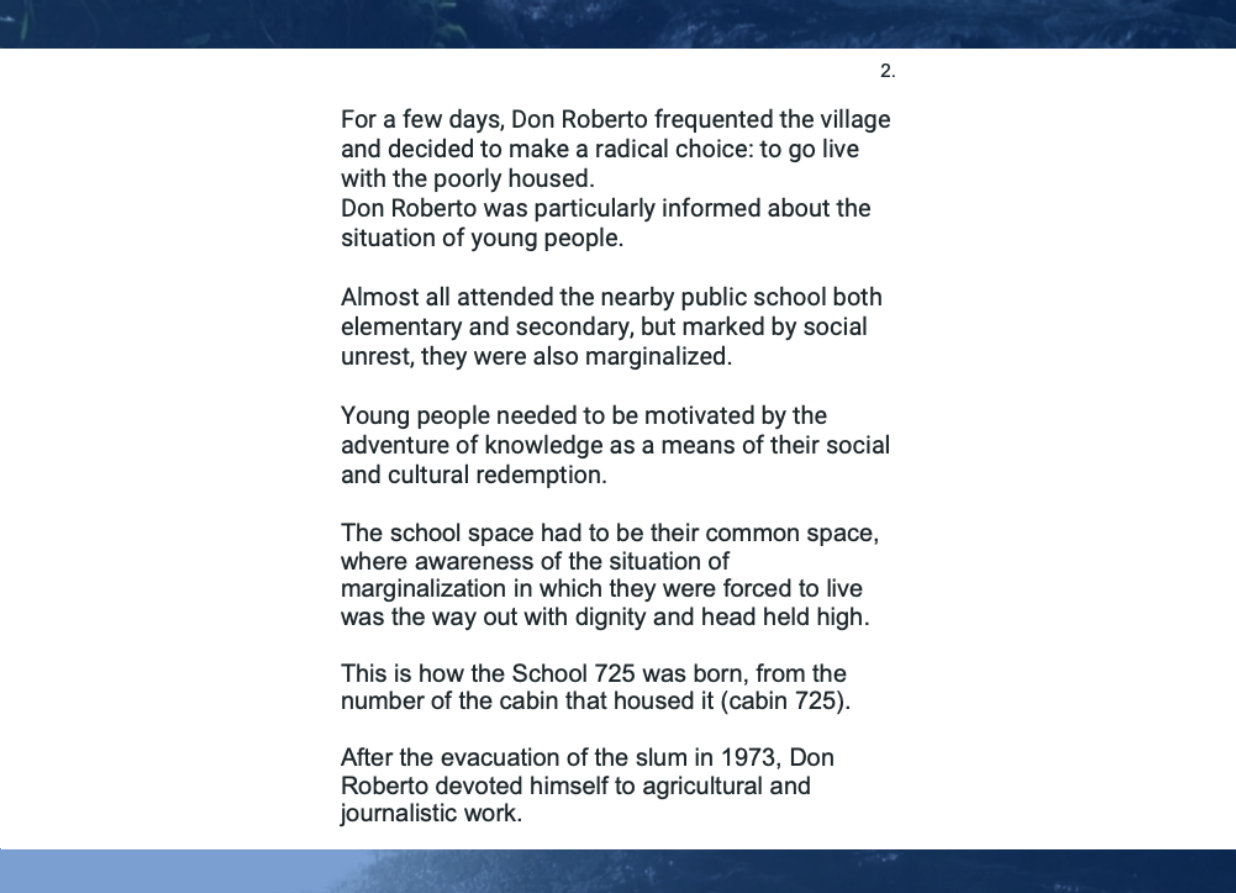 2.
For a few days, Don Roberto frequented the village
and decided to make a radical choice: to go live
with the poorly housed.
Don Roberto was particularly informed about the
situation of young people.
Almost all attended the nearby public school both
elementary and secondary, but marked by social
unrest, they were also marginalized.
Young people needed to be motivated by the
adventure of knowledge as a means of their social
and cultural redemption.
The school space had to be their common space,
where awareness of the situation of
marginalization in which they were forced to live
was the way out with dignity and head held high.
This is how the School 725 was born, from the
number of the cabin that housed it (cabin 725).
After the evacuation of the slum in 1973, Don
Roberto devoted himself to agricultural and
journalistic work.